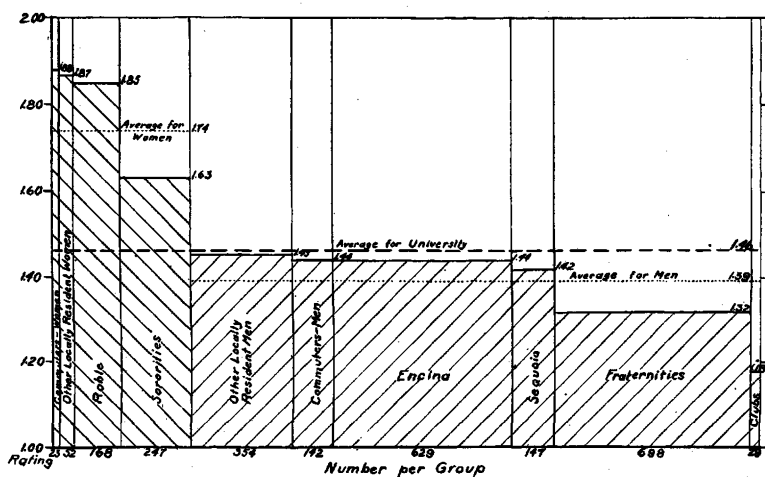 2.00
1.88
1.87
1.85
Average for
Women
1.74
1.80
1.63
1.60
Average for University
1.46
1.45
1.44
1.44
1.42
1.40
Average for Men
1.39
1.32
1.20
1.00
Commuters-Women
Other Locally Resident Women
Roble
Sororities
Other Locally
Resident Men
Commuters-Men
Encina
Sequoia
Fraternities
Clubs
Rating
23
52
168
247
354
142
629
147
688
Number per Group